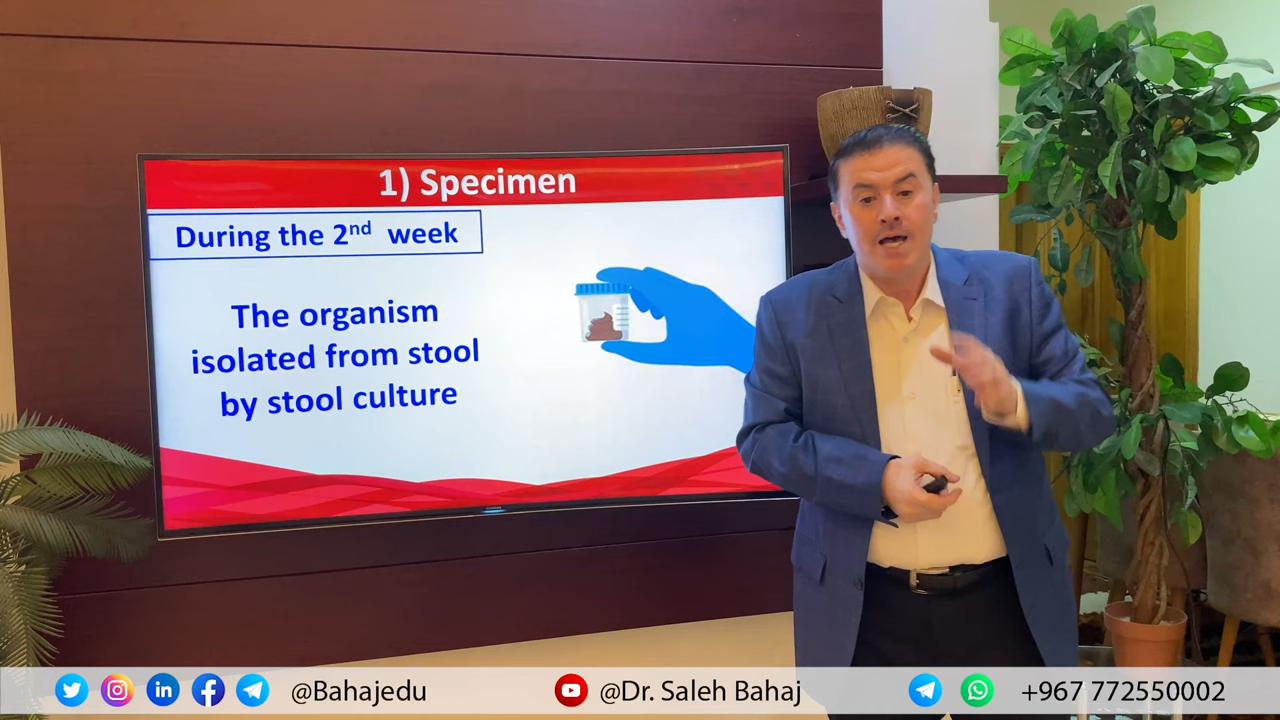 1) Specimen
During the 2nd week
The organism
isolated from stool
by stool culture
@Bahajedu
@Dr. Saleh Bahaj
+967 772550002